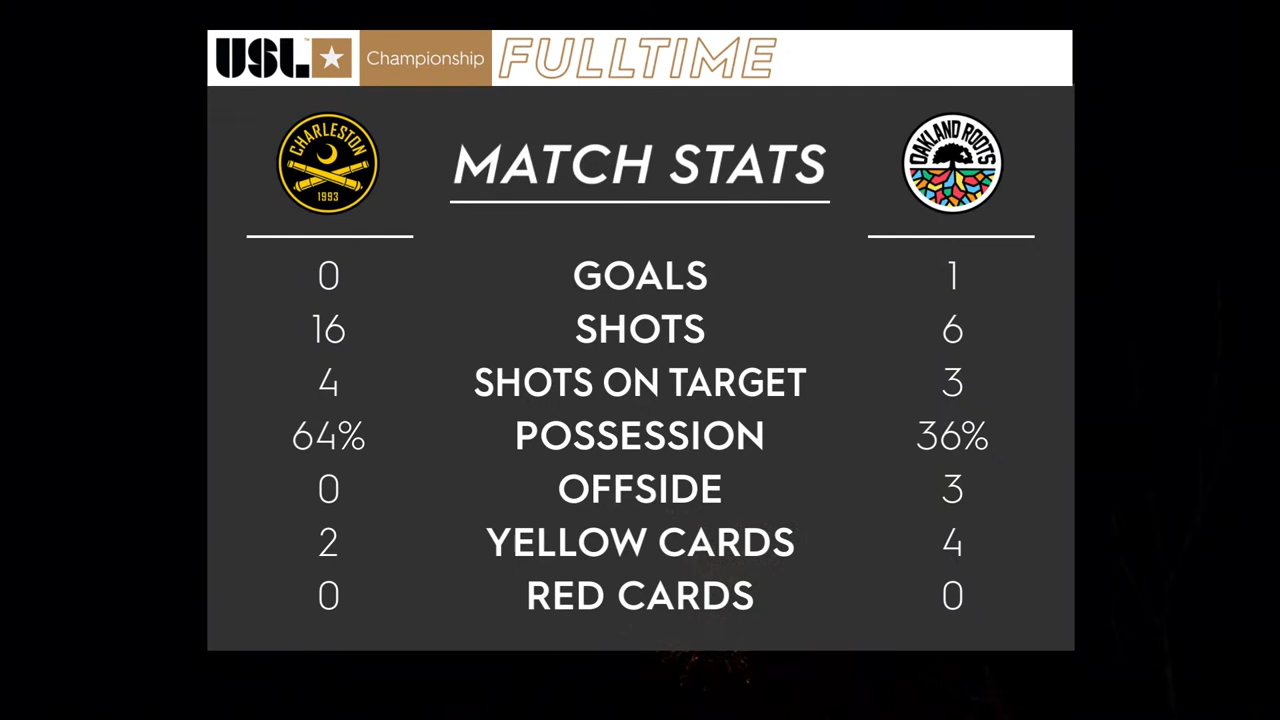 USL Championship FULLTIME
CHARLESTON
1993
MATCH STATS
OAKLAND ROOTS
0 GOALS 1
16 SHOTS 6
4 SHOTS ON TARGET 3
64% POSSESSION 36%
0 OFFSIDE 3
2 YELLOW CARDS 4
0 RED CARDS 0